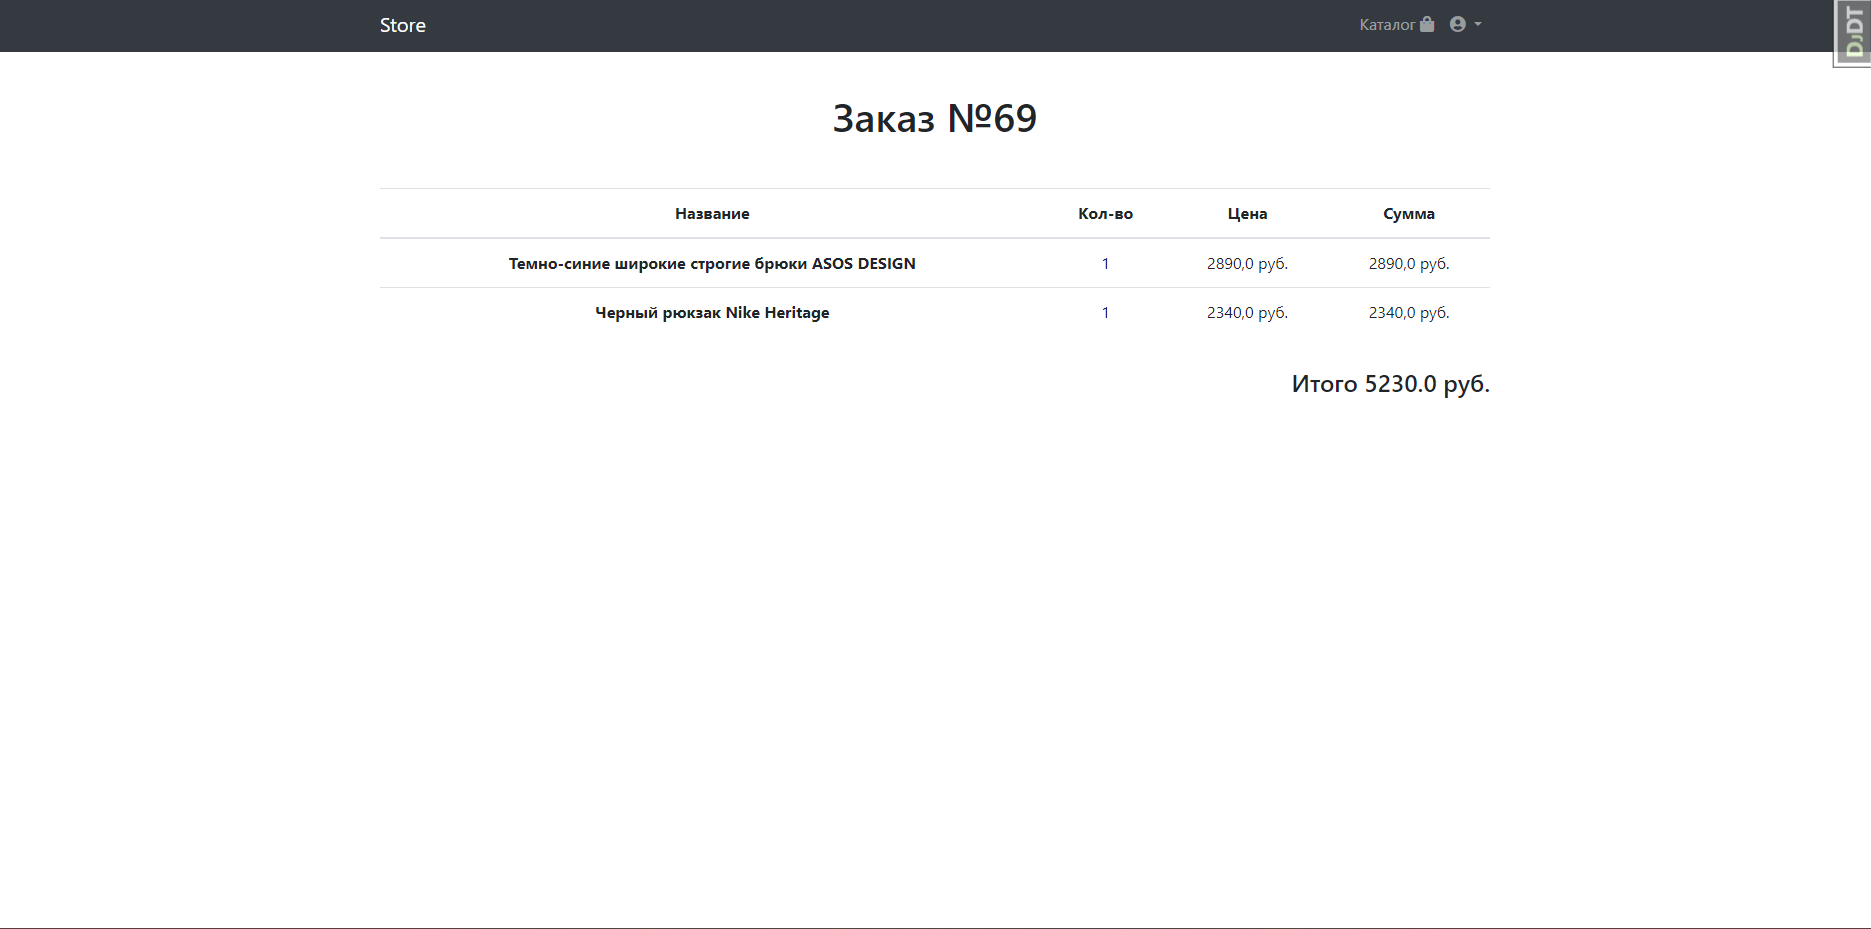 Store
Каталог
DjDT
Заказ №69
Название Кол-во Цена Сумма
Темно-синие широкие строгие брюки ASOS DESIGN 1 2890,0 руб. 2890,0 руб.
Черный рюкзак Nike Heritage 1 2340,0 руб. 2340,0 руб.
Итого 5230.0 руб.